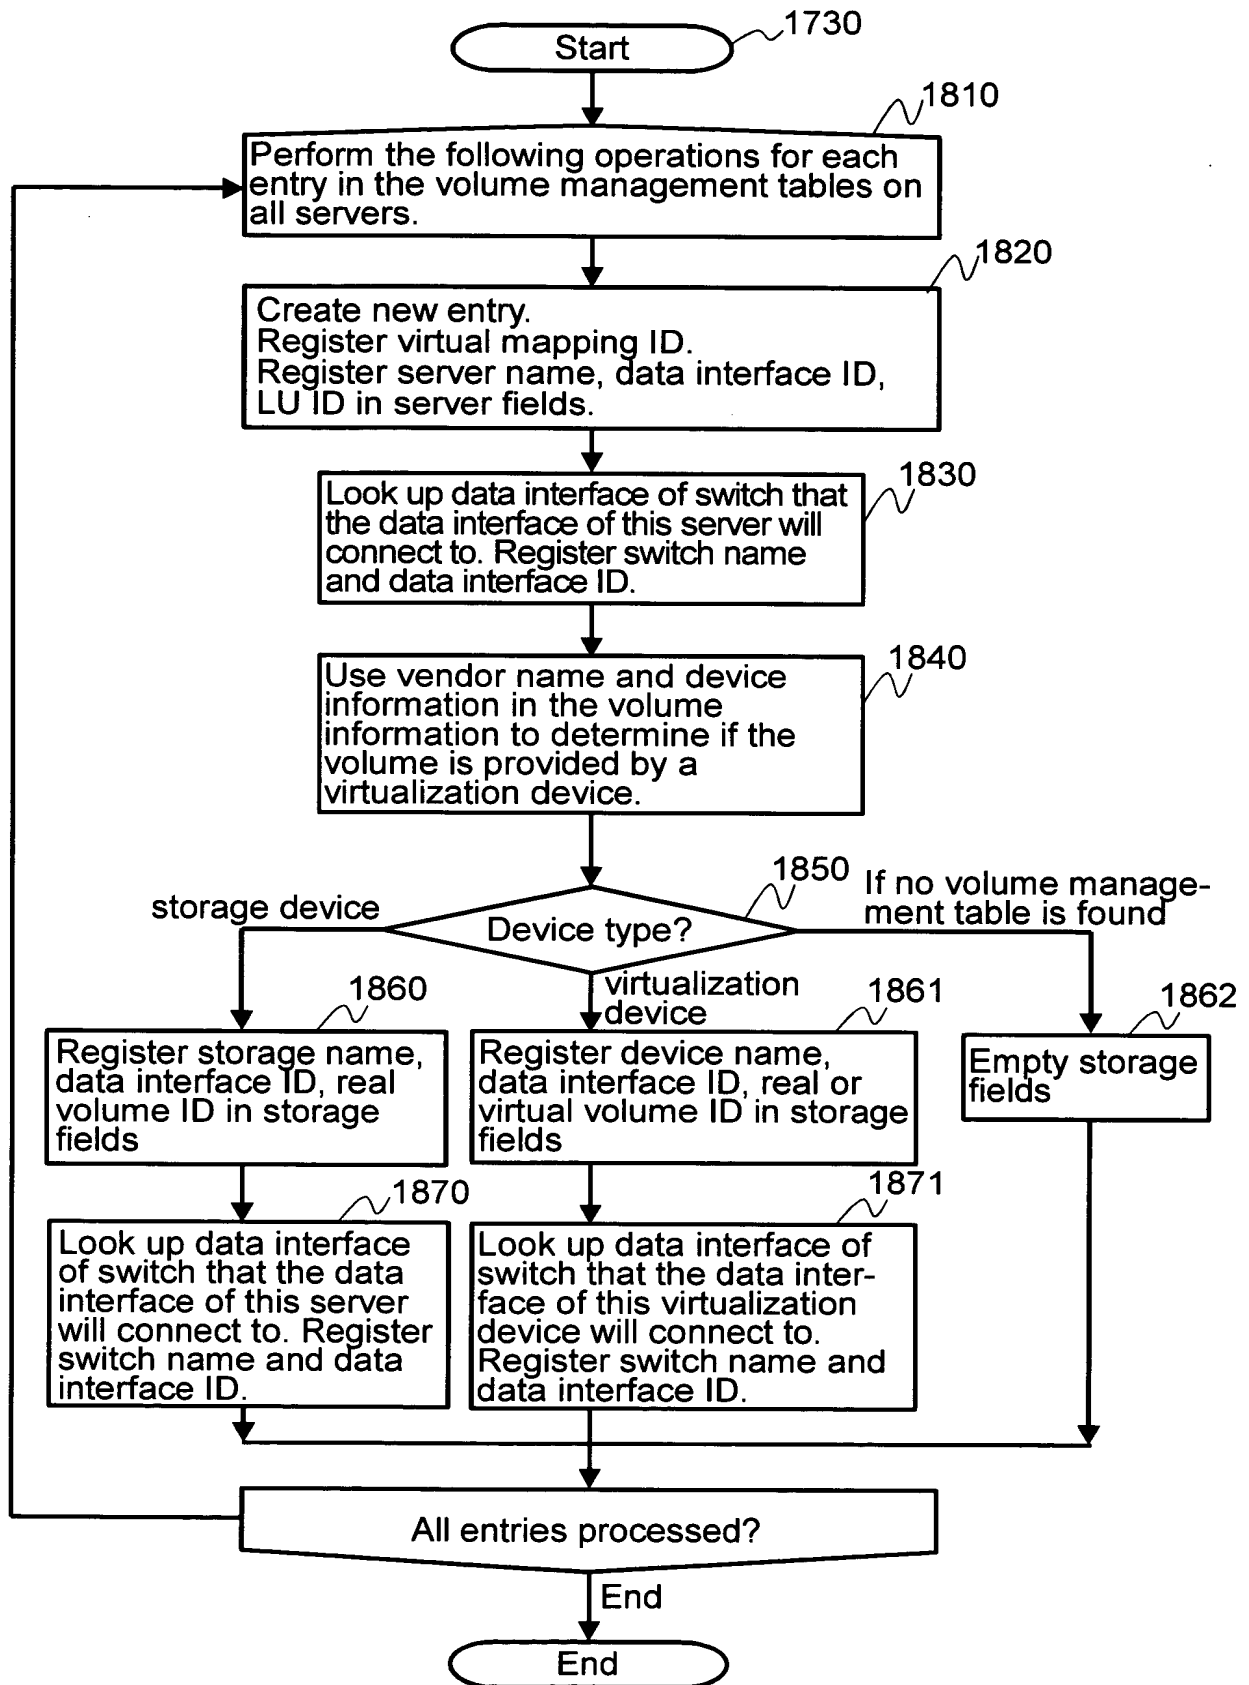 Start
1730
1810
Perform the following operations for each
entry in the volume management tables on
all servers.
1820
Create new entry.
Register virtual mapping ID.
Register server name, data interface ID,
LU ID in server fields.
1830
Look up data interface of switch that
the data interface of this server will
connect to. Register switch name
and data interface ID.
1840
Use vendor name and device
information in the volume
information to determine if the
volume is provided by a
virtualization device.
1850
Device type?
storage device
virtualization
device
If no volume manage-
ment table is found
1860
Register storage name,
data interface ID, real
volume ID in storage
fields
1861
Register device name,
data interface ID, real or
virtual volume ID in storage
fields
1862
Empty storage
fields
1870
Look up data interface
of switch that the data
interface of this server
will connect to. Register
switch name and data
interface ID.
1871
Look up data interface of
switch that the data inter-
face of this virtualization
device will connect to.
Register switch name and
data interface ID.
All entries processed?
End
End